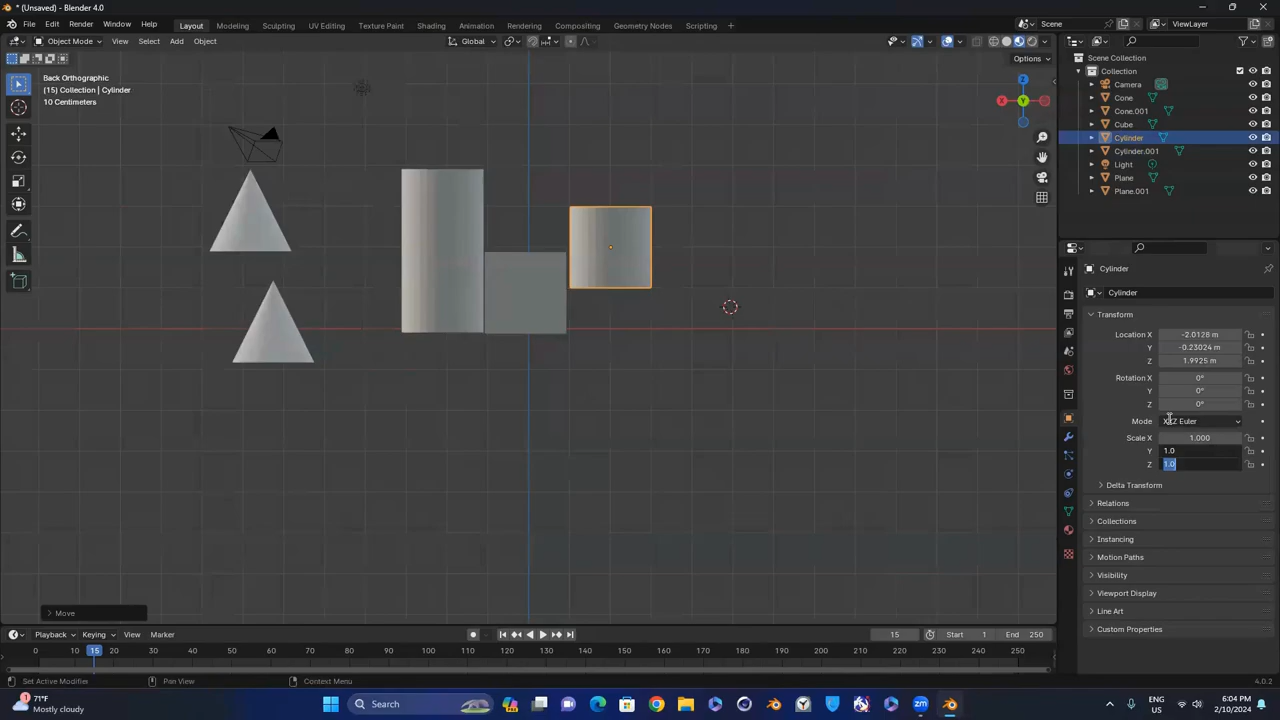 * (Unsaved) - Blender 4.0
File Edit Render Window Help Layout Modeling Sculpting UV Editing Texture Paint Shading Animation Rendering Compositing Geometry Nodes Scripting Scene ViewLayer
Object Mode View Select Add Object Global
Options
Back Orthographic
(15) Collection | Cylinder
10 Centimeters
Z
X
Y
Scene Collection
Collection
Camera
Cone
Cone.001
Cube
Cylinder
Cylinder.001
Light
Plane
Plane.001
Cylinder
Cylinder
Transform
Location X -2.0128 m
Y -0.23024 m
Z 1.9925 m
Rotation X 0°
Y 0°
Z 0°
Mode XYZ Euler
Scale X 1.000
Y 1.0
Z 1.0
Delta Transform
Relations
Collections
Instancing
Motion Paths
Visibility
Viewport Display
Line Art
Custom Properties
Move
Playback Keying View Marker 15 Start 1 End 250
0 10 15 20 30 40 50 60 70 80 90 100 110 120 130 140 150 160 170 180 190 200 210 220 230 240 250
Set Active Modifier Pan View Context Menu 4.0.2
1
71°F
Mostly cloudy
Search
zm
ENG
US
6:04 PM
2/10/2024